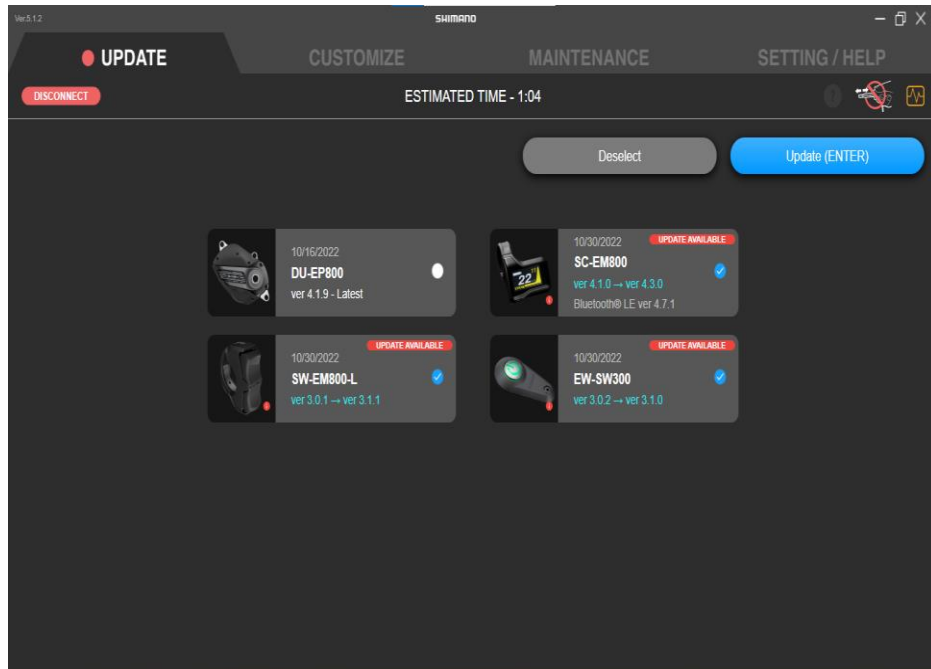 Ver.5.1.2
SHIMANO
UPDATE
CUSTOMIZE
MAINTENANCE
SETTING / HELP
DISCONNECT
ESTIMATED TIME - 1:04
Deselect
Update (ENTER)
10/16/2022
DU-EP800
ver 4.1.9 - Latest
10/30/2022
UPDATE AVAILABLE
SC-EM800
ver 4.1.0 → ver 4.3.0
Bluetooth® LE ver 4.7.1
22
UPDATE AVAILABLE
10/30/2022
SW-EM800-L
ver 3.0.1 → ver 3.1.1
UPDATE AVAILABLE
10/30/2022
EW-SW300
ver 3.0.2 → ver 3.1.0